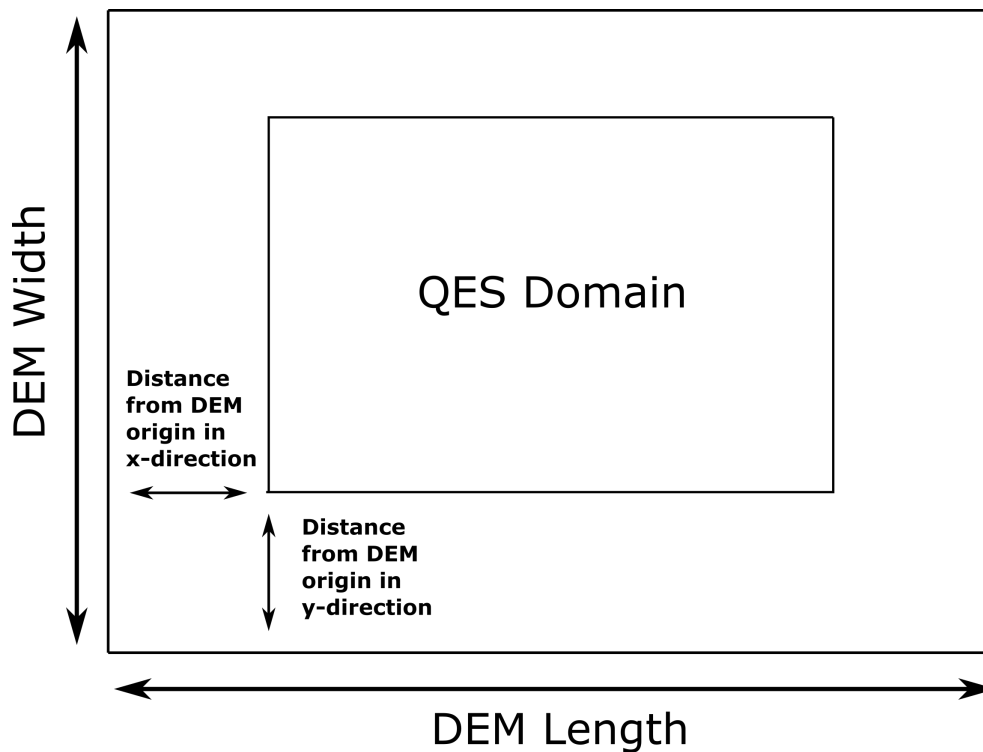 DEM Width
QES Domain
Distance
from DEM
origin in
x-direction
Distance
from DEM
origin in
y-direction
DEM Length